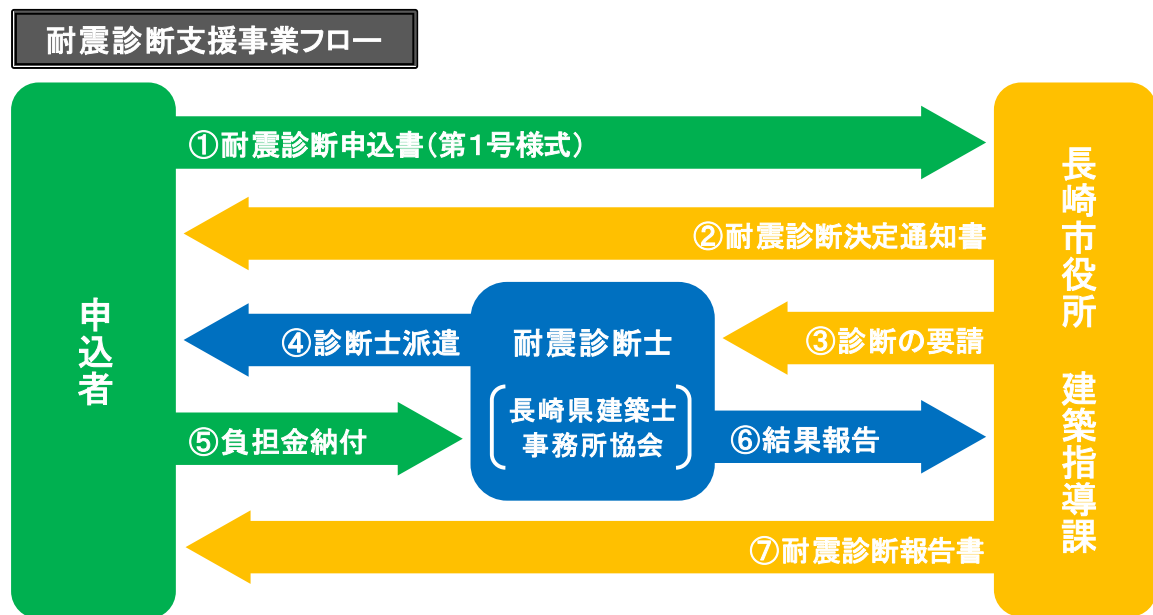 耐震診断支援事業フロー
申込者
①耐震診断申込書(第1号様式)
②耐震診断決定通知書
③診断の要請
④診断士派遣
耐震診断士
長崎県建築士
事務所協会
⑤負担金納付
⑥結果報告
⑦耐震診断報告書
長崎市役所 建築指導課